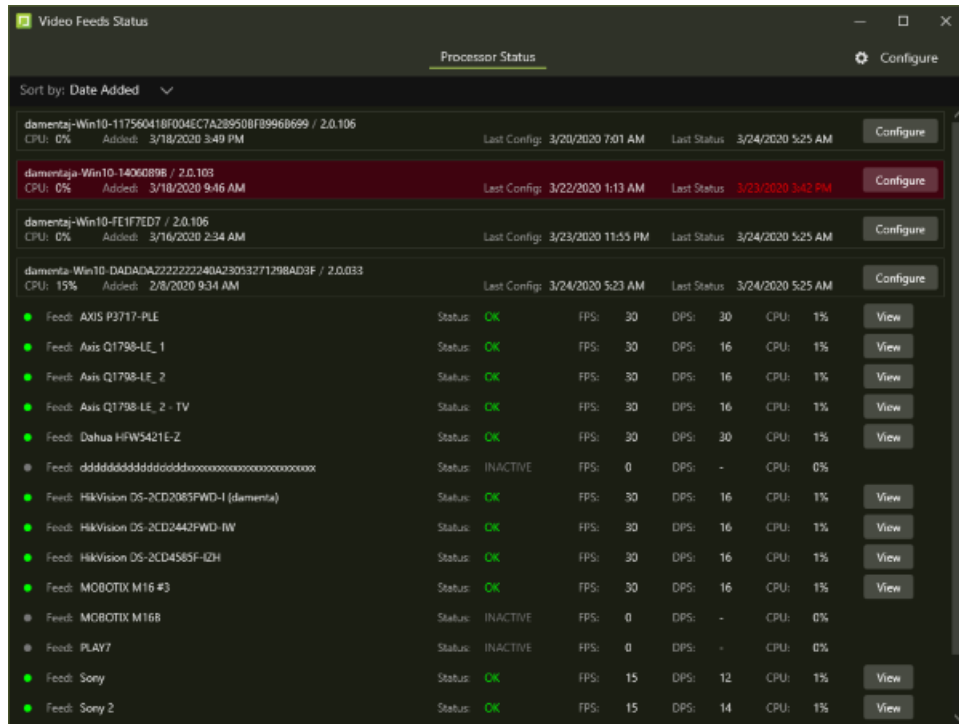 Video Feeds Status
Processor Status
Configure
Sort by: Date Added
damentaj-Win10-117560418F004EC7A2B950BFB996B699 / 2.0.106
CPU: 0% Added: 3/18/2020 3:49 PM Last Config: 3/20/2020 7:01 AM Last Status 3/24/2020 5:25 AM Configure
damentaja-Win10-1406089B / 2.0.103
CPU: 0% Added: 3/18/2020 9:46 AM Last Config: 3/22/2020 1:13 AM Last Status 3/23/2020 3:42 PM Configure
damentaj-Win10-FE1F7ED7 / 2.0.106
CPU: 0% Added: 3/16/2020 2:34 AM Last Config: 3/23/2020 11:55 PM Last Status 3/24/2020 5:25 AM Configure
damenta-Win10-DADADA2222222240A23053271298AD3F / 2.0.033
CPU: 15% Added: 2/8/2020 9:34 AM Last Config: 3/24/2020 5:23 AM Last Status 3/24/2020 5:25 AM Configure
Feed: AXIS P3717-PLE Status: OK FPS: 30 DPS: 30 CPU: 1% View
Feed: Axis Q1798-LE_ 1 Status: OK FPS: 30 DPS: 16 CPU: 1% View
Feed: Axis Q1798-LE_ 2 Status: OK FPS: 30 DPS: 16 CPU: 1% View
Feed: Axis Q1798-LE_ 2 - TV Status: OK FPS: 30 DPS: 16 CPU: 1% View
Feed: Dahua HFW5421E-Z Status: OK FPS: 30 DPS: 30 CPU: 1% View
Feed: Status: INACTIVE FPS: 0 DPS: - CPU: 0%
Feed: HikVision DS-2CD2085FWD-I (damenta) Status: OK FPS: 30 DPS: 16 CPU: 1% View
Feed: HikVision DS-2CD2442FWD-IW Status: OK FPS: 30 DPS: 16 CPU: 1% View
Feed: HikVision DS-2CD4585F-IZH Status: OK FPS: 30 DPS: 16 CPU: 1% View
Feed: MOBOTIX M16 #3 Status: OK FPS: 30 DPS: 16 CPU: 1% View
Feed: MOBOTIX M16B Status: INACTIVE FPS: 0 DPS: - CPU: 0%
Feed: PLAY7 Status: INACTIVE FPS: 0 DPS: - CPU: 0%
Feed: Sony Status: OK FPS: 15 DPS: 12 CPU: 1% View
Feed: Sony 2 Status: OK FPS: 15 DPS: 14 CPU: 1% View